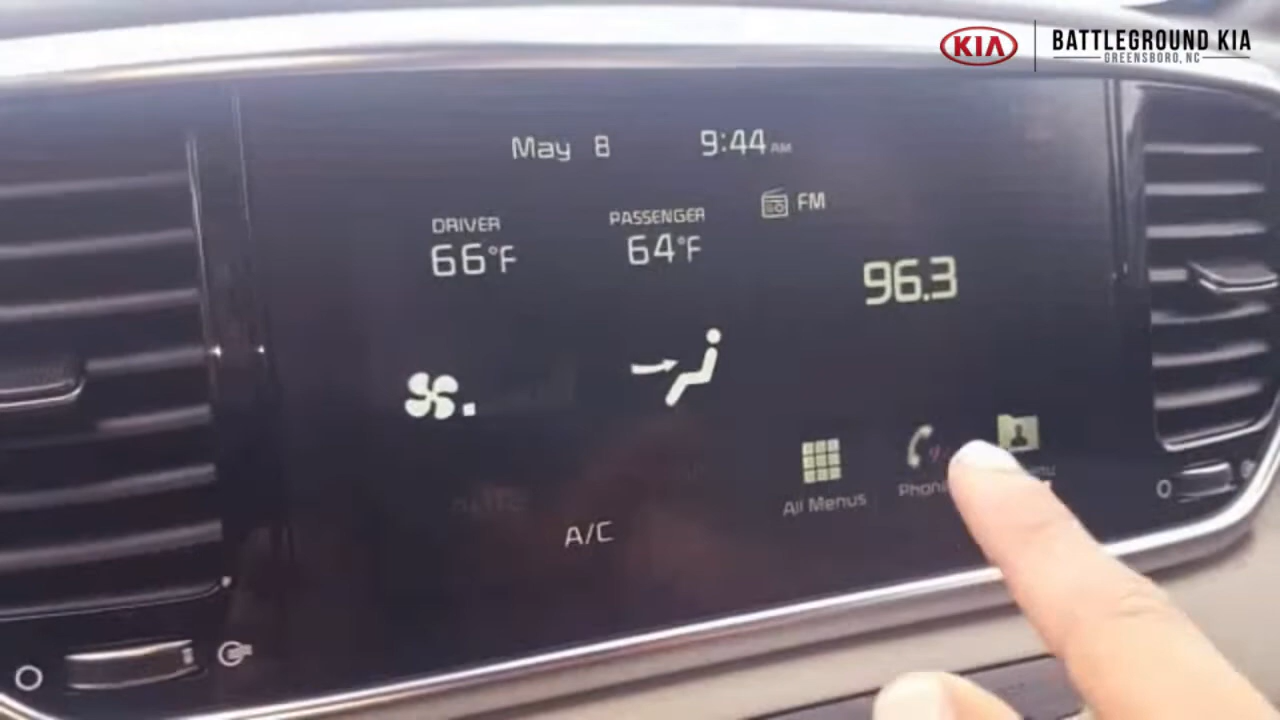 KIA
BATTLEGROUND KIA
GREENSBORO, NC
May 8
9:44 AM
DRIVER
66°F
PASSENGER
64°F
FM
96.3
All Menus
Phone
A/C